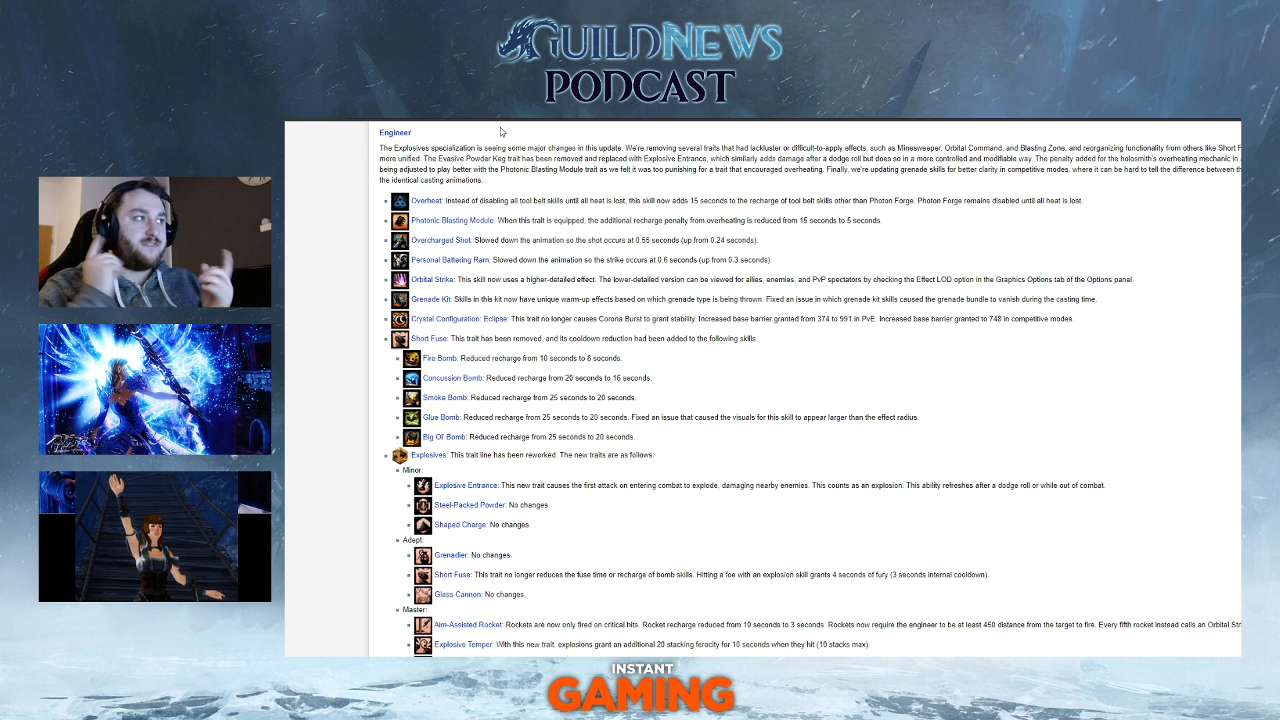 GUILDNEWS
PODCAST
Engineer
The Explosives specialization is seeing some major changes in this update. We're removing several traits that had lackluster or difficult-to-apply effects, such as Minesweeper, Orbital Command, and Blasting Zone, and reorganizing functionality from others like Short F
more unified. The Evasive Powder Keg trait has been removed and replaced with Explosive Entrance, which similarly adds damage after a dodge roll but does so in a more controlled and modifiable way. The penalty added for the holosmith's overheating mechanic in
being adjusted to play better with the Photonic Blasting Module trait as we felt it was too punishing for a trait that encouraged overheating. Finally, we're updating grenade skills for better clarity in competitive modes, where it can be hard to tell the difference between th
the identical casting animations.
Overheat: Instead of disabling all tool belt skills until all heat is lost, this skill now adds 15 seconds to the recharge of tool belt skills other than Photon Forge. Photon Forge remains disabled until all heat is lost.
Photonic Blasting Module: When this trait is equipped, the additional recharge penalty from overheating is reduced from 15 seconds to 5 seconds.
Overcharged Shot: Slowed down the animation so the shot occurs at 0.55 seconds (up from 0.24 seconds).
Personal Battering Ram: Slowed down the animation so the strike occurs at 0.6 seconds (up from 0.3 seconds).
Orbital Strike: This skill now uses a higher-detailed effect. The lower-detailed version can be viewed for allies, enemies, and PvP spectators by checking the Effect LOD option in the Graphics Options tab of the Options panel.
Grenade Kit: Skills in this kit now have unique warm-up effects based on which grenade type is being thrown. Fixed an issue in which grenade kit skills caused the grenade bundle to vanish during the casting time.
Crystal Configuration: Eclipse: This trait no longer causes Corona Burst to grant stability. Increased base barrier granted from 374 to 991 in PvE. Increased base barrier granted to 748 in competitive modes.
Short Fuse: This trait has been removed, and its cooldown reduction had been added to the following skills.
Fire Bomb: Reduced recharge from 10 seconds to 8 seconds.
Concussion Bomb: Reduced recharge from 20 seconds to 16 seconds.
Smoke Bomb: Reduced recharge from 25 seconds to 20 seconds.
Glue Bomb: Reduced recharge from 25 seconds to 20 seconds. Fixed an issue that caused the visuals for this skill to appear larger than the effect radius.
Big Ol' Bomb: Reduced recharge from 25 seconds to 20 seconds.
Explosives: This trait line has been reworked. The new traits are as follows:
Minor:
Explosive Entrance: This new trait causes the first attack on entering combat to explode, damaging nearby enemies. This counts as an explosion. This ability refreshes after a dodge roll or while out of combat.
Steel-Packed Powder: No changes.
Shaped Charge: No changes.
Adept:
Grenadier: No changes.
Short Fuse: This trait no longer reduces the fuse time or recharge of bomb skills. Hitting a foe with an explosion skill grants 4 seconds of fury (3 seconds internal cooldown).
Glass Cannon: No changes.
Master:
Aim-Assisted Rocket: Rockets are now only fired on critical hits. Rocket recharge reduced from 10 seconds to 3 seconds. Rockets now require the engineer to be at least 450 distance from the target to fire. Every fifth rocket instead calls an Orbital Str
Explosive Temper: With this new trait, explosions grant an additional 20 stacking ferocity for 10 seconds when they hit (10 stacks max).
INSTANT
GAMING